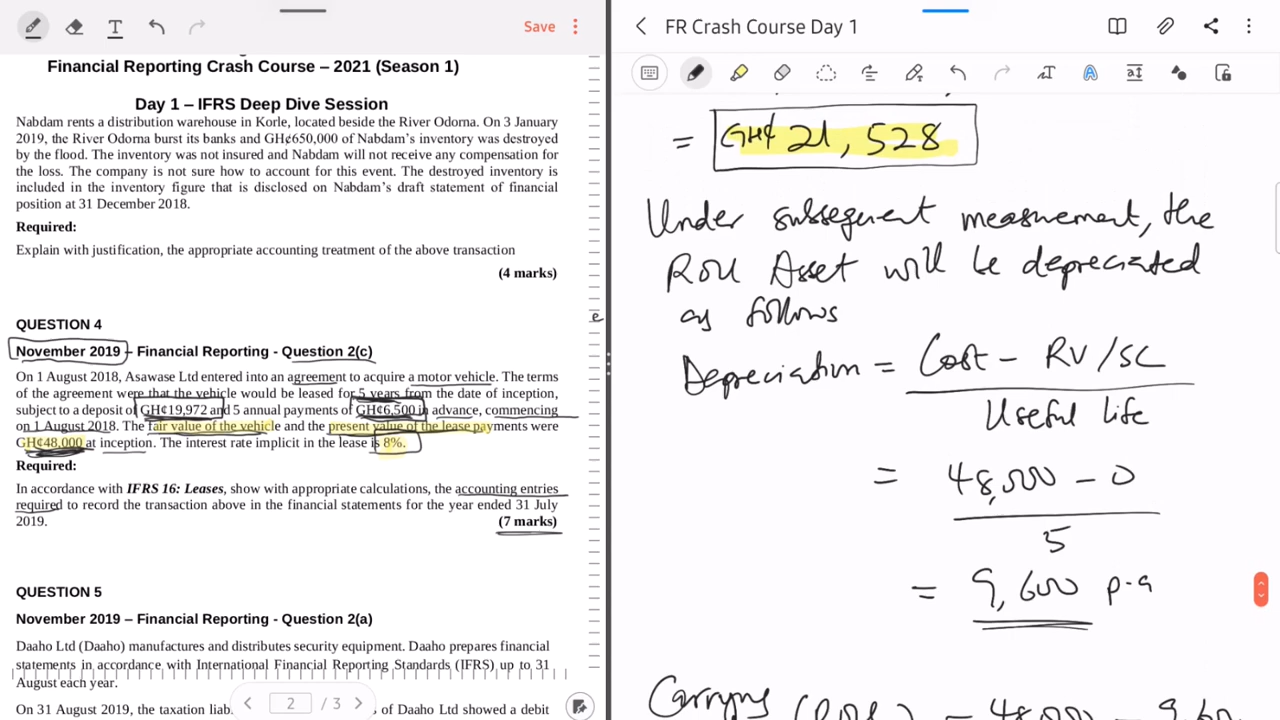 Save
Financial Reporting Crash Course – 2021 (Season 1)
Day 1 – IFRS Deep Dive Session
Nabdam rents a distribution warehouse in Korle, located beside the River Odorna. On 3 January
2019, the River Odorna burst its banks and GH¢650,000 of Nabdam's inventory was destroyed
by the flood. The inventory was not insured and Nabdam will not receive any compensation for
the loss. The company is not sure how to account for this event. The destroyed inventory is
included in the inventory figure that is disclosed on Nabdam's draft statement of financial
position at 31 December 2018.
Required:
Explain with justification, the appropriate accounting treatment of the above transaction
(4 marks)
e
QUESTION 4
November 2019 – Financial Reporting - Question 2(c)
On 1 August 2018, Asawase Ltd entered into an agreement to acquire a motor vehicle. The terms
of the agreement were that the vehicle would be leased for 5 years from the date of inception,
subject to a deposit of GH¢19,972 and 5 annual payments of GH¢6,500 in advance, commencing
on 1 August 2018. The fair value of the vehicle and the present value of the lease payments were
GH¢48,000 at inception. The interest rate implicit in the lease is 8%.
Required:
In accordance with IFRS 16: Leases, show with appropriate calculations, the accounting entries
required to record the transaction above in the financial statements for the year ended 31 July
2019.
(7 marks)
QUESTION 5
November 2019 – Financial Reporting - Question 2(a)
Daaho Ltd (Daaho) manufactures and distributes security equipment. Daaho prepares financial
statements in accordance with International Financial Reporting Standards (IFRS) up to 31
August each year.
On 31 August 2019, the taxation liab
of Daaho Ltd showed a debit
2 / 3
FR Crash Course Day 1
= GH¢ 21,528
Under subsequent measurement, the
ROU Asset will be depreciated
as follows
Depreciation = Cost - RV/SC
Useful life
= 48,000 - 0
5
= 9,600 p.a
Carrying